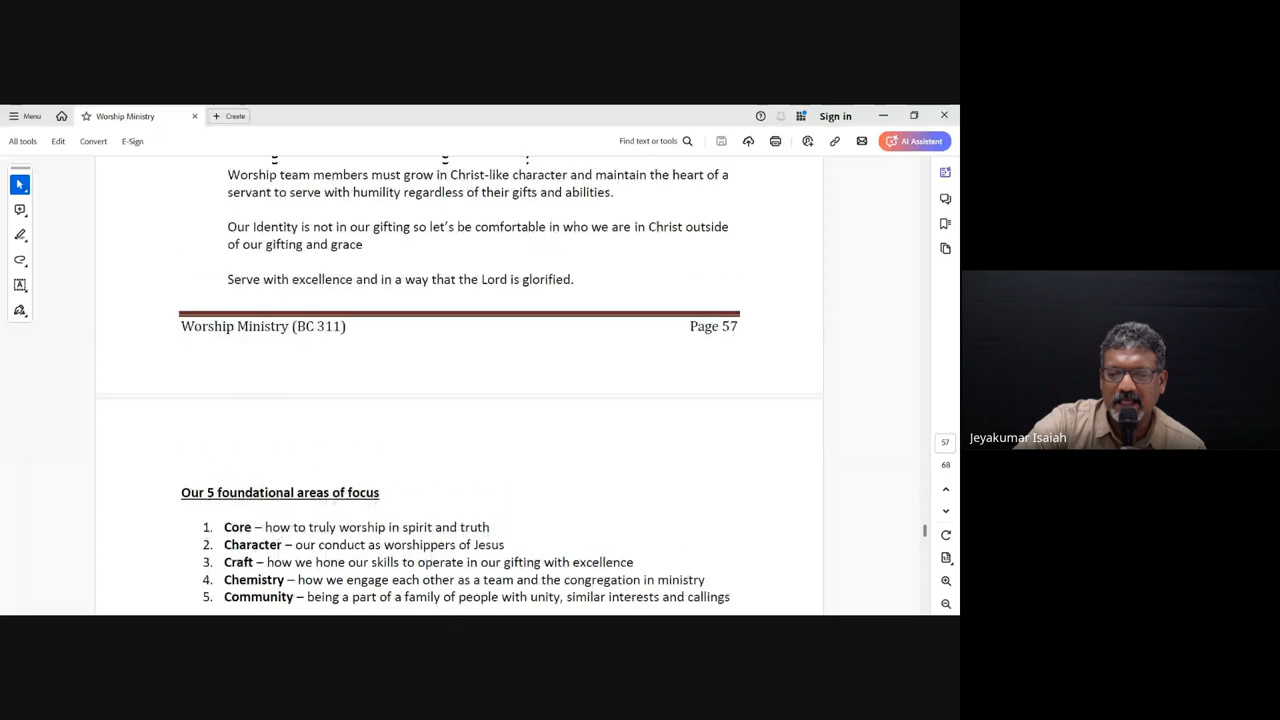 Menu
Worship Ministry
Create
Sign in
All tools
Edit
Convert
E-Sign
Find text or tools
AI Assistant
Worship team members must grow in Christ-like character and maintain the heart of a
servant to serve with humility regardless of their gifts and abilities.
Our Identity is not in our gifting so let's be comfortable in who we are in Christ outside
of our gifting and grace
Serve with excellence and in a way that the Lord is glorified.
Worship Ministry (BC 311) Page 57
Our 5 foundational areas of focus
1. Core – how to truly worship in spirit and truth
2. Character – our conduct as worshippers of Jesus
3. Craft – how we hone our skills to operate in our gifting with excellence
4. Chemistry – how we engage each other as a team and the congregation in ministry
5. Community – being a part of a family of people with unity, similar interests and callings
57
68
Jeyakumar Isaiah